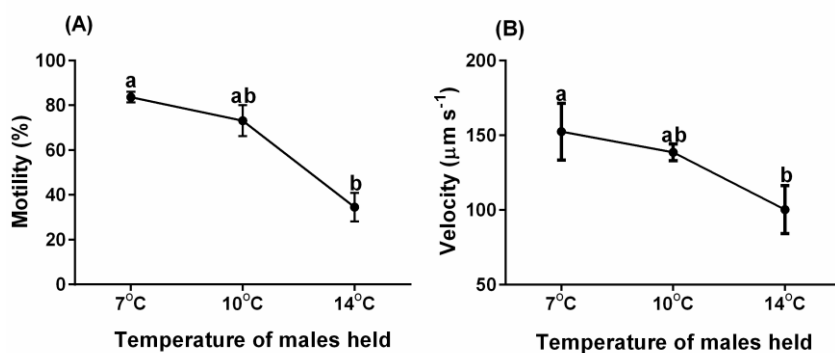 (A)
Motility (%)
100
80
60
40
20
0
a
ab
b
7°C
10°C
14°C
Temperature of males held
(B)
Velocity (μm s⁻¹)
200
150
100
50
a
ab
b
7°C
10°C
14°C
Temperature of males held